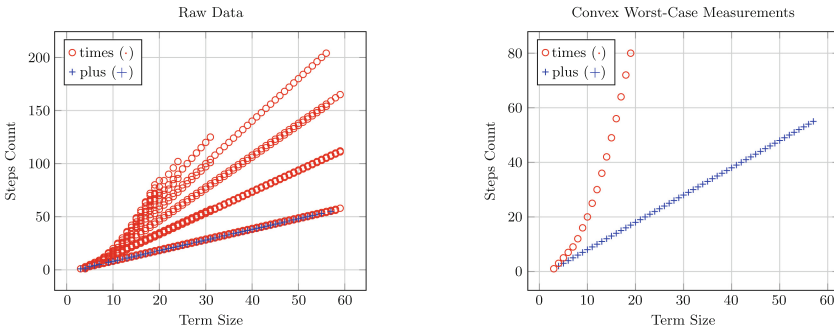 Raw Data
200
150
100
50
0
0 10 20 30 40 50 60
Steps Count
Term Size
times (·)
plus (+)
Convex Worst-Case Measurements
80
60
40
20
0
0 10 20 30 40 50 60
Steps Count
Term Size
times (·)
plus (+)